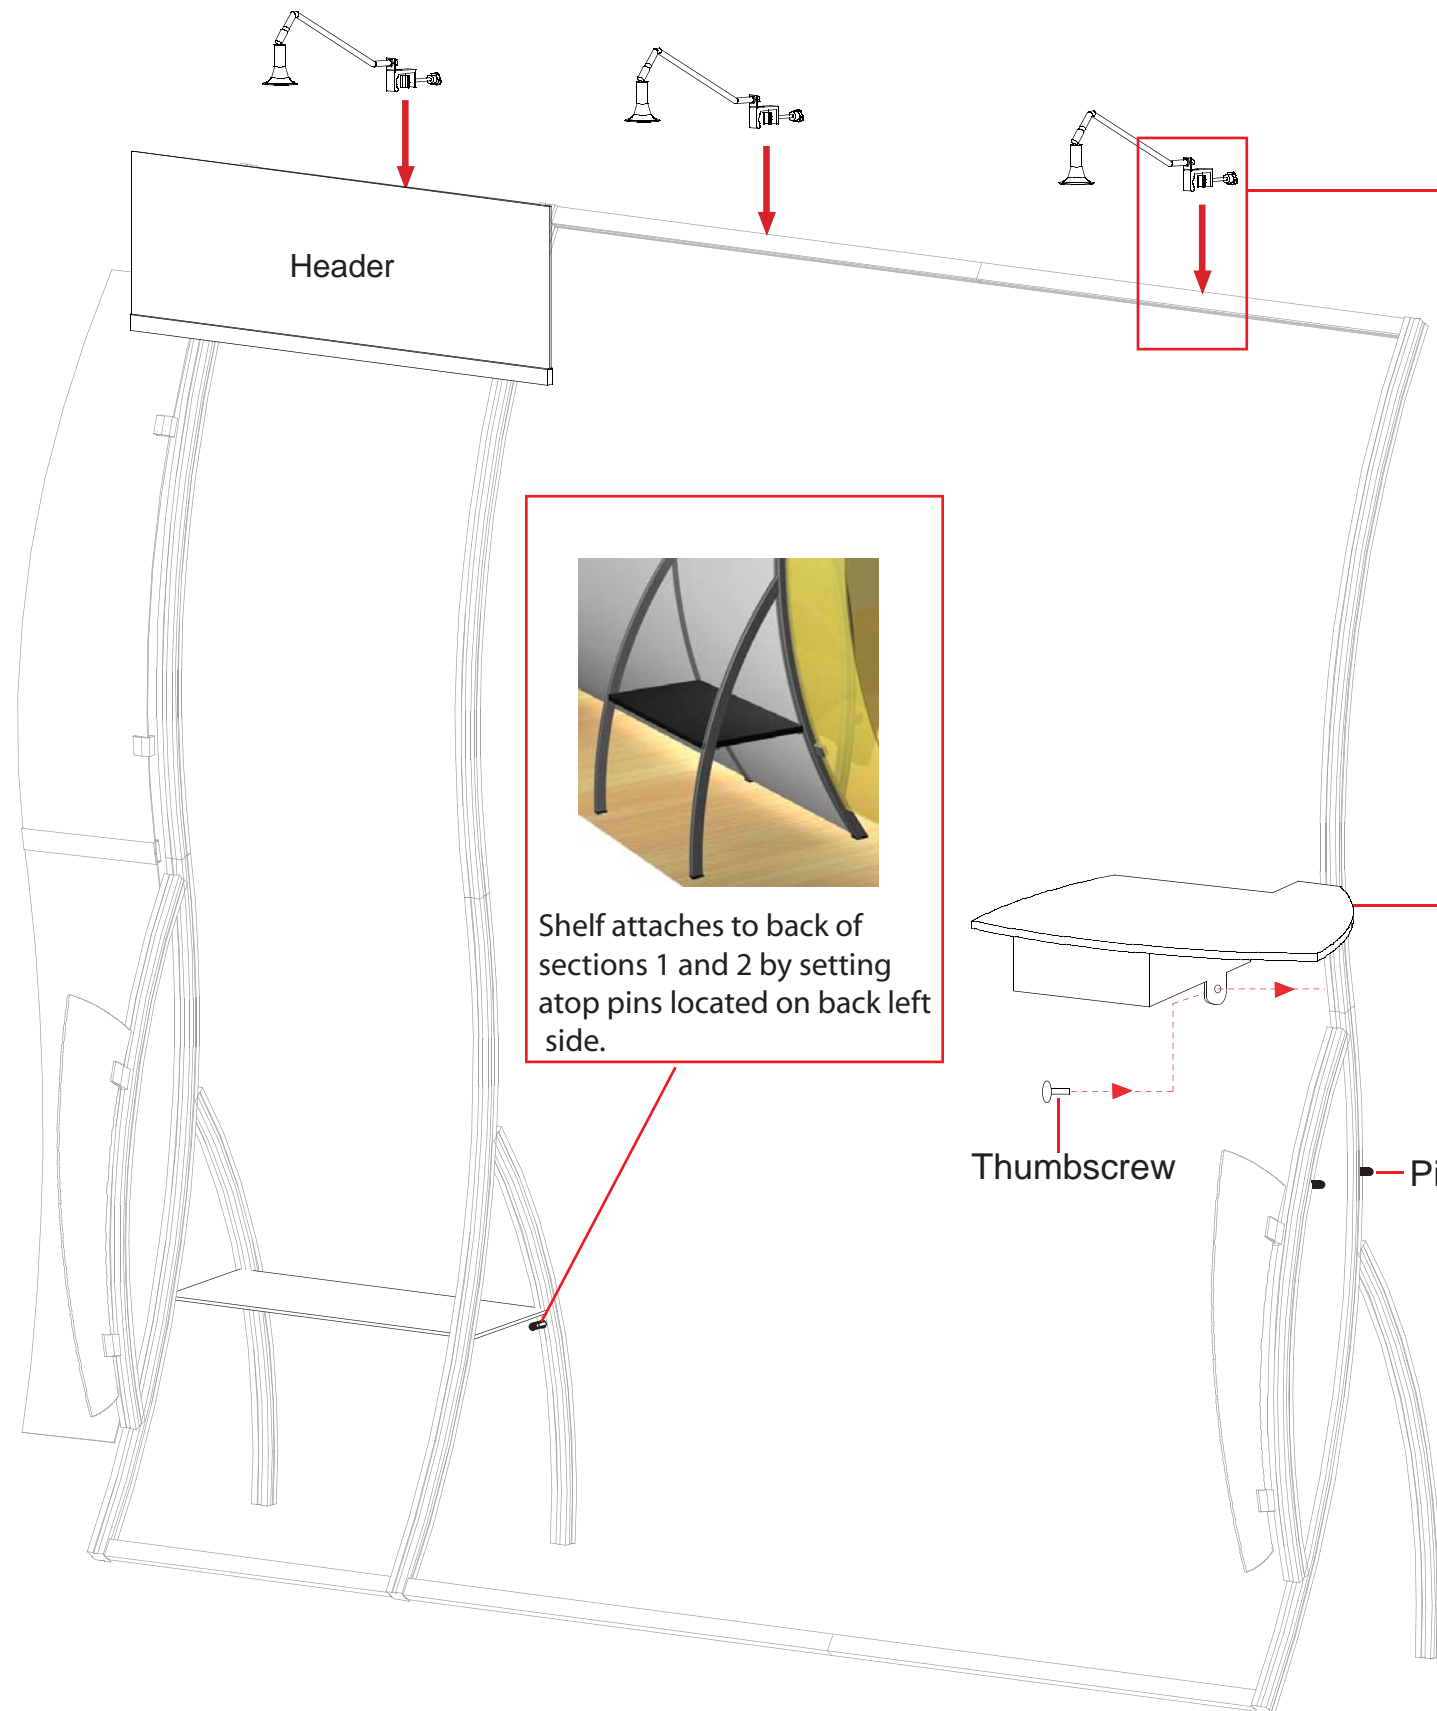 Header
Shelf attaches to back of
sections 1 and 2 by setting
atop pins located on back left
side.
Thumbscrew
Pi